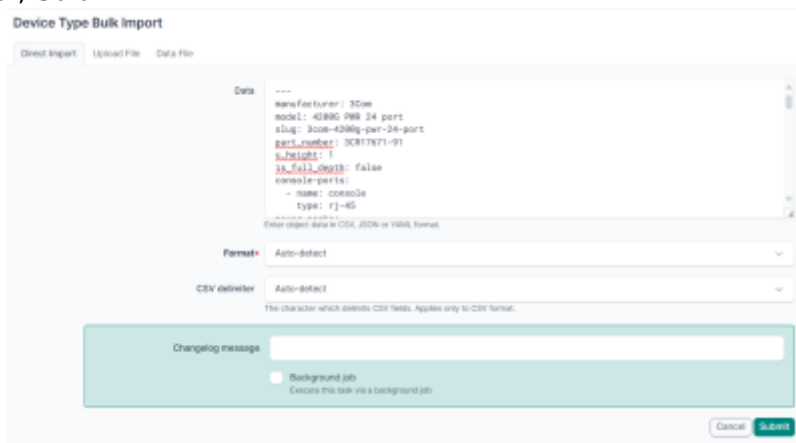 Device Type Bulk Import
Direct Import Upload File Data File
Data
---
manufacturer: 3Com
model: 4200G PWR 24 port
slug: 3com-4200g-pwr-24-port
part_number: 3CR17671-91
u_height: 1
is_full_depth: false
console-ports:
- name: console
type: rj-45
Enter object data in CSV, JSON or YAML format.
Format* Auto-detect
CSV delimiter Auto-detect
The character which delimits CSV fields. Applies only to CSV format.
Changelog message
Background job
Execute this task via a background job
Cancel Submit